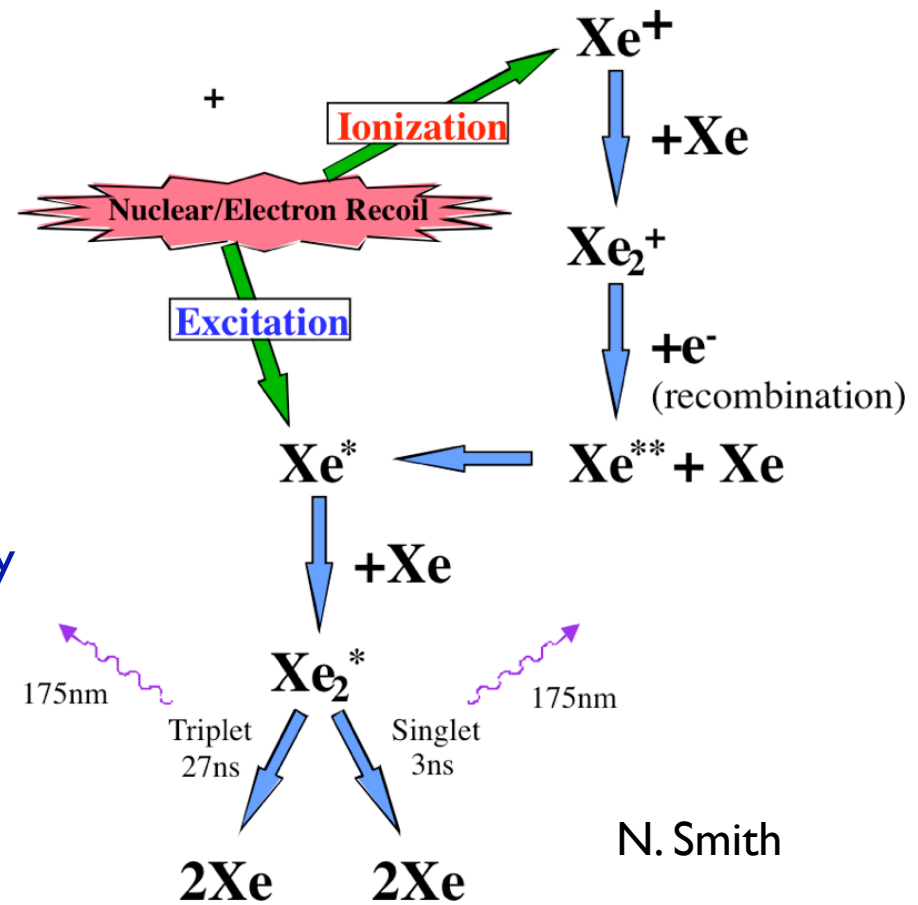 Xe+
+
Ionization
+Xe
Nuclear/Electron Recoil
Xe₂+
Excitation
+e-
(recombination)
Xe*
Xe** + Xe
y
+Xe
Xe₂*
175nm
175nm
Triplet
27ns
Singlet
3ns
N. Smith
2Xe
2Xe